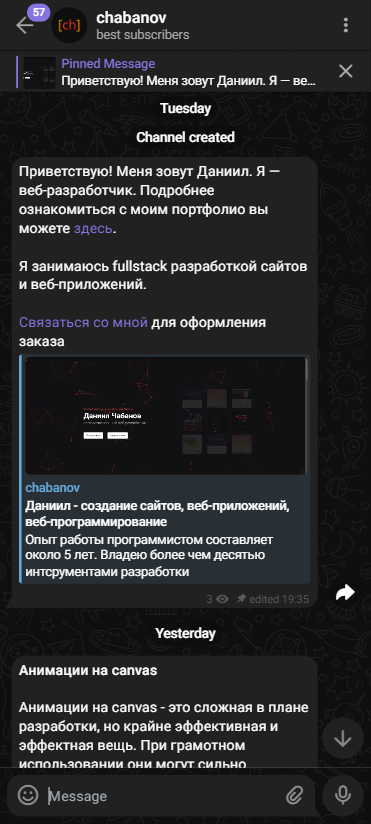 57
[ch]
chabanov
best subscribers
Pinned Message
Приветствую! Меня зовут Даниил. Я — ве...
Tuesday
Channel created
Приветствую! Меня зовут Даниил. Я —
веб-разработчик. Подробнее
ознакомиться с моим портфолио вы
можете здесь.
Я занимаюсь fullstack разработкой сайтов
и веб-приложений.
Связаться со мной для оформления
заказа
Даниил Чабанов
chabanov
Даниил - создание сайтов, веб-приложений,
веб-программирование
Опыт работы программистом составляет
около 5 лет. Владею более чем десятью
интсрументами разработки
3
edited 19:35
Yesterday
Анимации на canvas
Анимации на canvas - это сложная в плане
разработки, но крайне эффективная и
эффектная вещь. При грамотном
использовании они могут сильно
Message